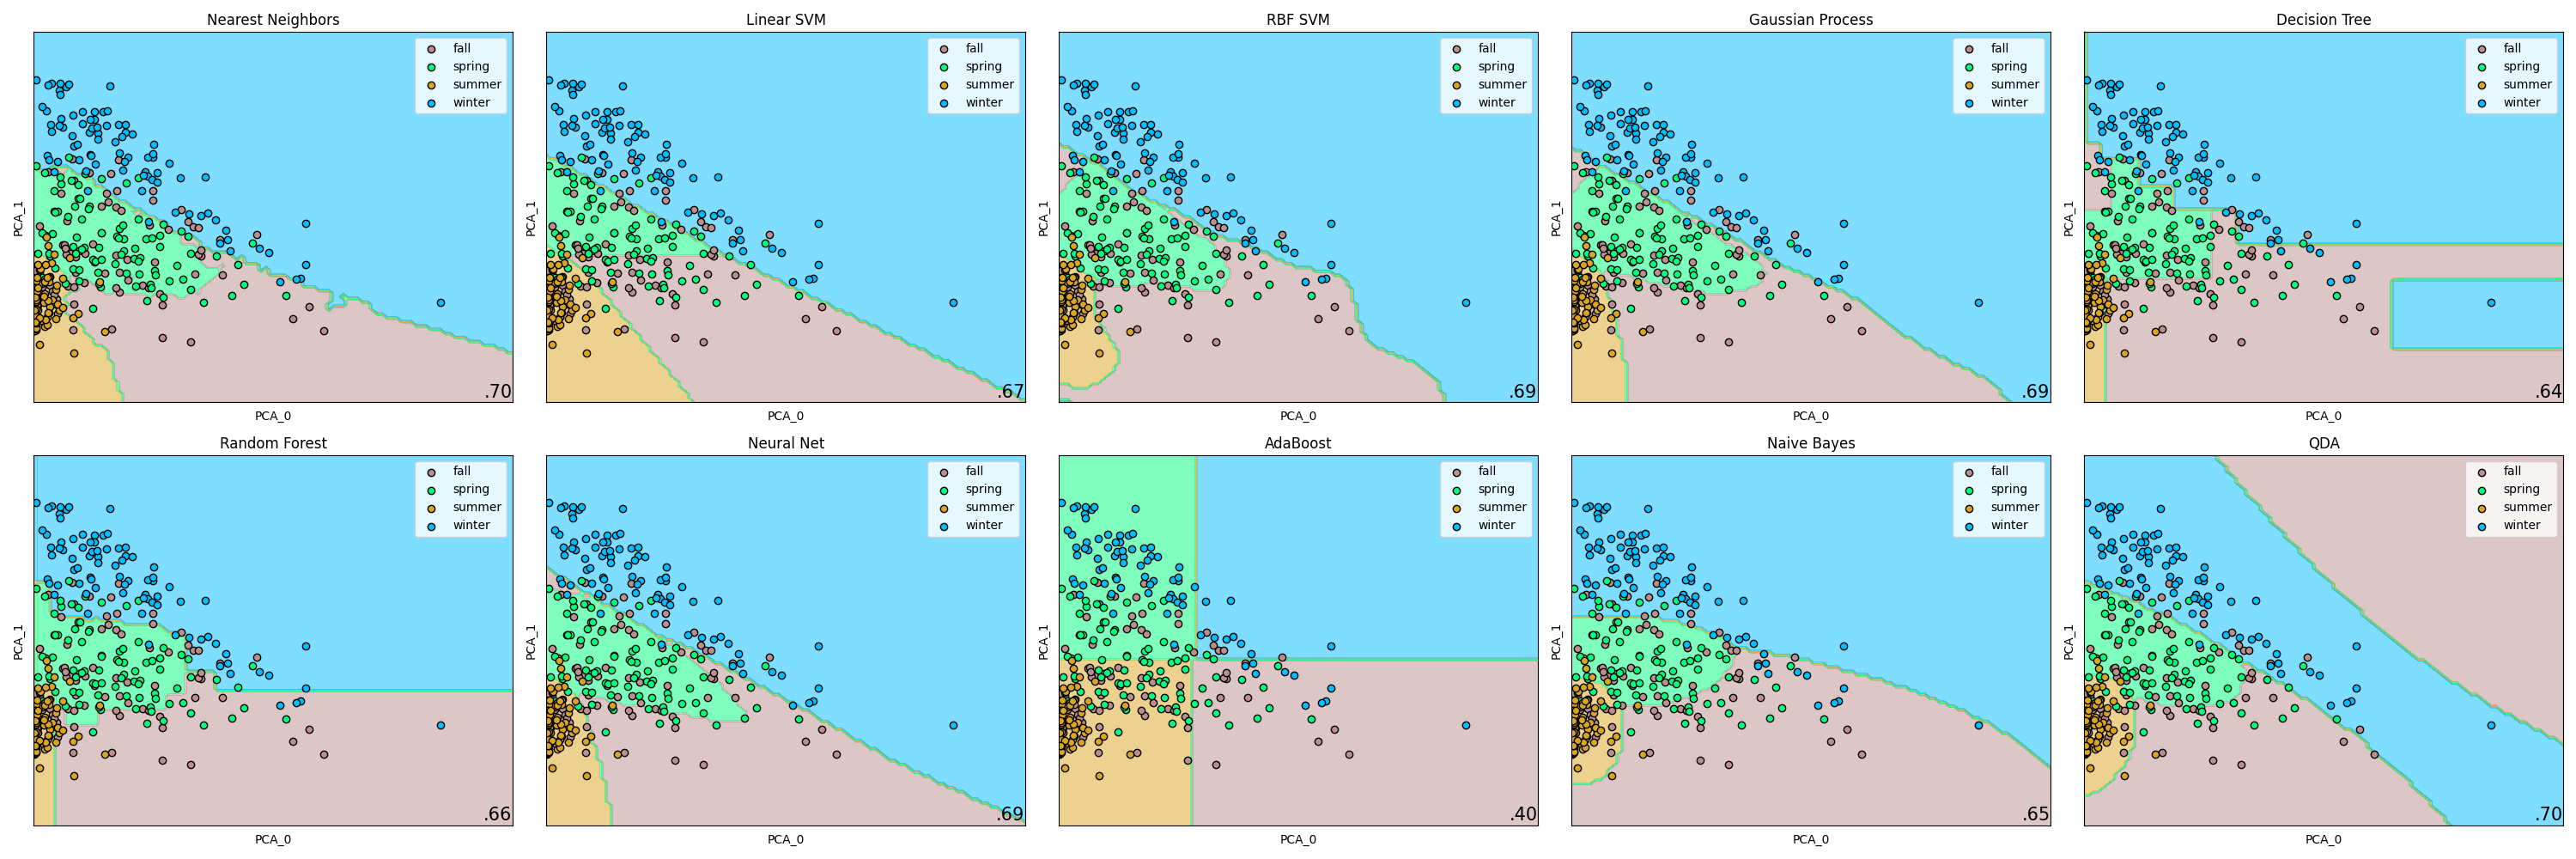 Nearest Neighbors
fall
spring
summer
winter
PCA_1
.70
PCA_0
Linear SVM
fall
spring
summer
winter
PCA_1
.67
PCA_0
RBF SVM
fall
spring
summer
winter
PCA_1
.69
PCA_0
Gaussian Process
fall
spring
summer
winter
PCA_1
.69
PCA_0
Decision Tree
fall
spring
summer
winter
PCA_1
.64
PCA_0
Random Forest
fall
spring
summer
winter
PCA_1
.66
PCA_0
Neural Net
fall
spring
summer
winter
PCA_1
.69
PCA_0
AdaBoost
fall
spring
summer
winter
PCA_1
.40
PCA_0
Naive Bayes
fall
spring
summer
winter
PCA_1
.65
PCA_0
QDA
fall
spring
summer
winter
PCA_1
.70
PCA_0